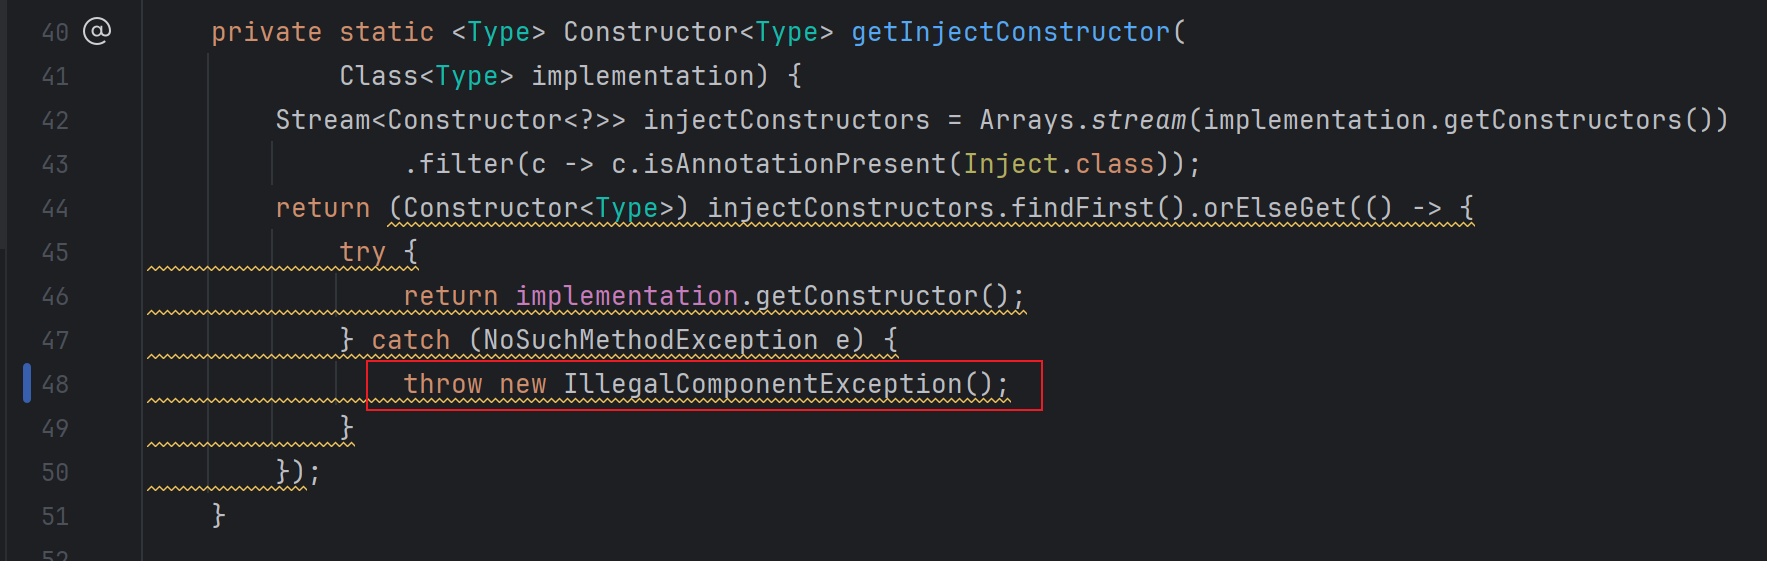 40 @ private static <Type> Constructor<Type> getInjectConstructor(
41 Class<Type> implementation) {
42 Stream<Constructor<?>> injectConstructors = Arrays.stream(implementation.getConstructors())
43 .filter(c -> c.isAnnotationPresent(Inject.class));
44 return (Constructor<Type>) injectConstructors.findFirst().orElseGet(() -> {
45 try {
46 return implementation.getConstructor();
47 } catch (NoSuchMethodException e) {
48 throw new IllegalComponentException();
49 }
50 });
51 }
52